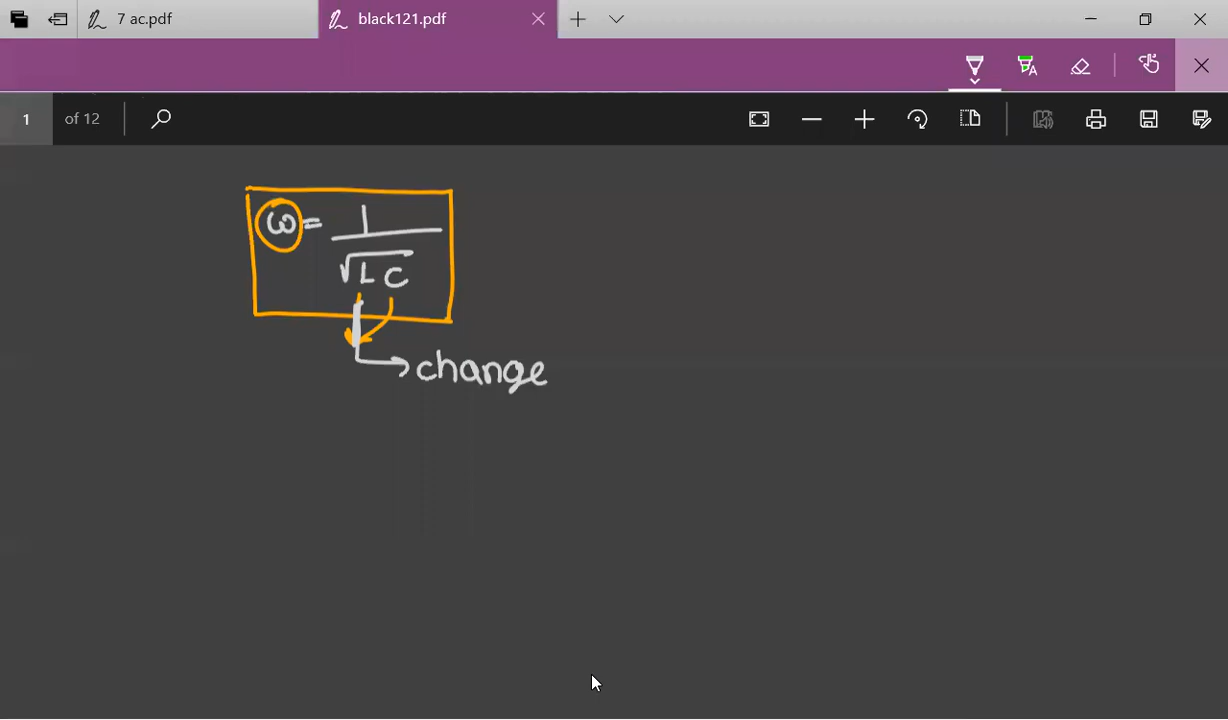 7 ac.pdf
black121.pdf
1 of 12
ω = 1
√LC
change